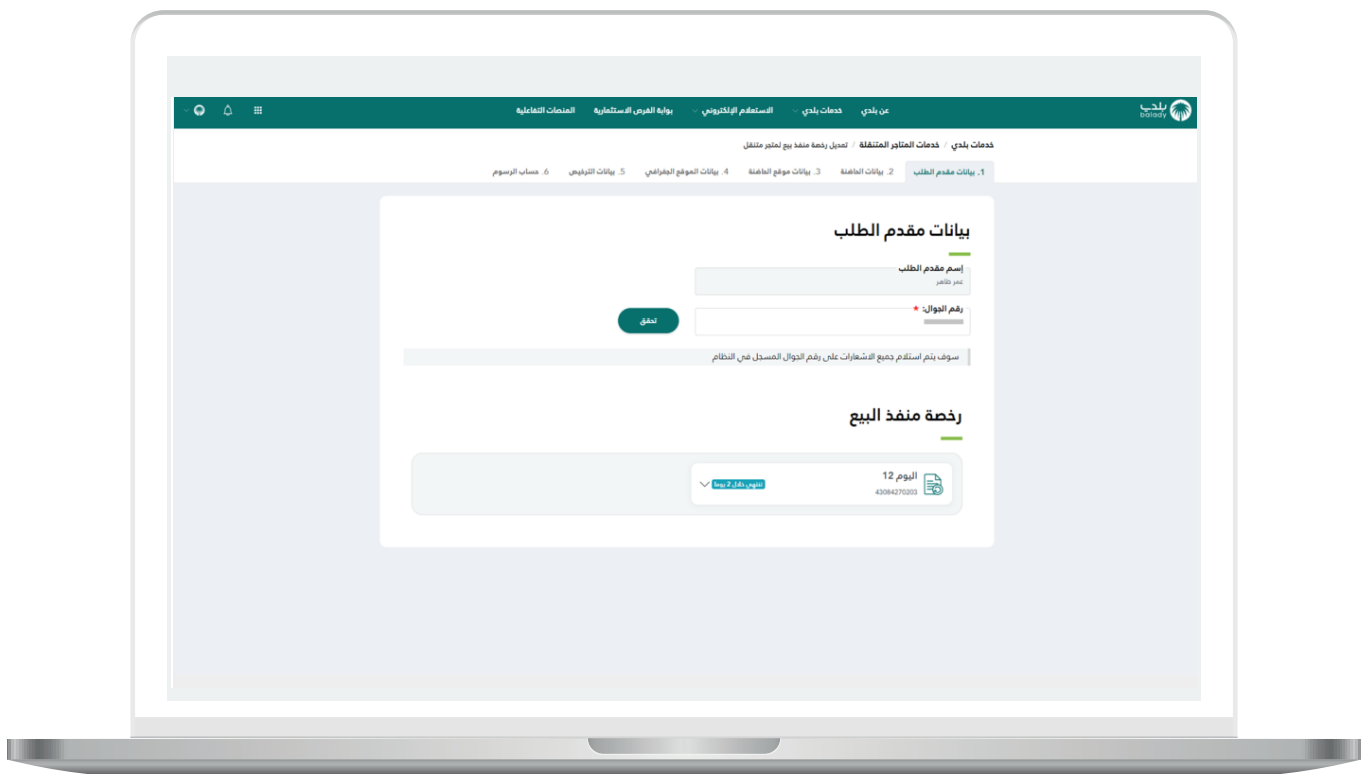 بلدي
balady
عن بلدي
خدمات بلدي
الاستعلام الإلكتروني
بوابة الفرص الاستثمارية
المنصات التفاعلية
خدمات بلدي / خدمات المتاجر المتنقلة / تعديل رخصة منفذ بيع لمتجر متنقل
1. بيانات مقدم الطلب
2. بيانات الحاضنة
3. بيانات موقع الحاضنة
4. بيانات الموقع الجغرافي
5. بيانات الترخيص
6. حساب الرسوم
بيانات مقدم الطلب
إسم مقدم الطلب
عمر طاهر
رقم الجوال: *
تحقق
سوف يتم استلام جميع الاشعارات على رقم الجوال المسجل في النظام
رخصة منفذ البيع
اليوم 12
43084270203
تنتهي خلال 2 يوما